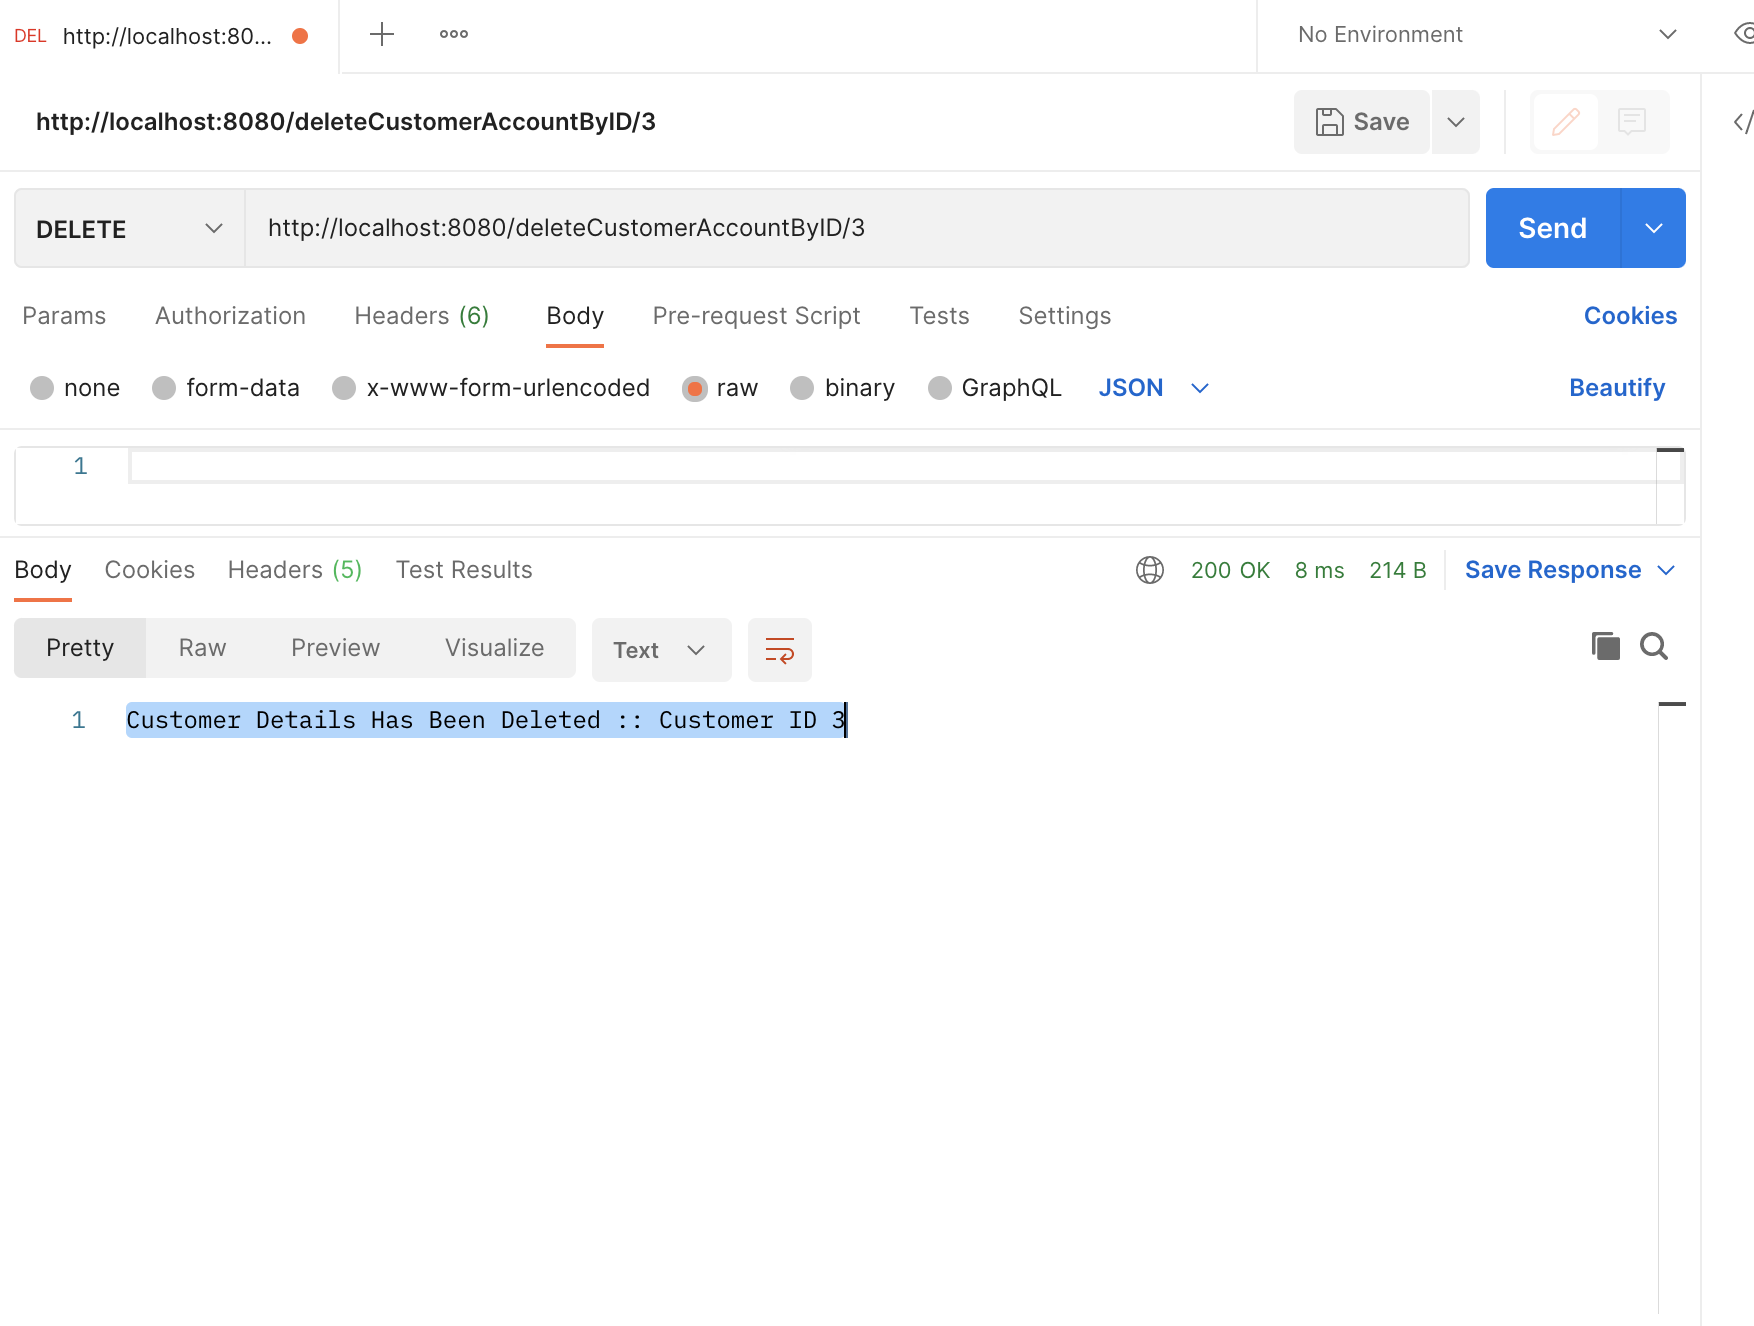 DEL http://localhost:80... No Environment
http://localhost:8080/deleteCustomerAccountByID/3 Save
DELETE http://localhost:8080/deleteCustomerAccountByID/3 Send
Params Authorization Headers (6) Body Pre-request Script Tests Settings Cookies
none form-data x-www-form-urlencoded raw binary GraphQL JSON Beautify
1
Body Cookies Headers (5) Test Results 200 OK 8 ms 214 B Save Response
Pretty Raw Preview Visualize Text
1 Customer Details Has Been Deleted :: Customer ID 3